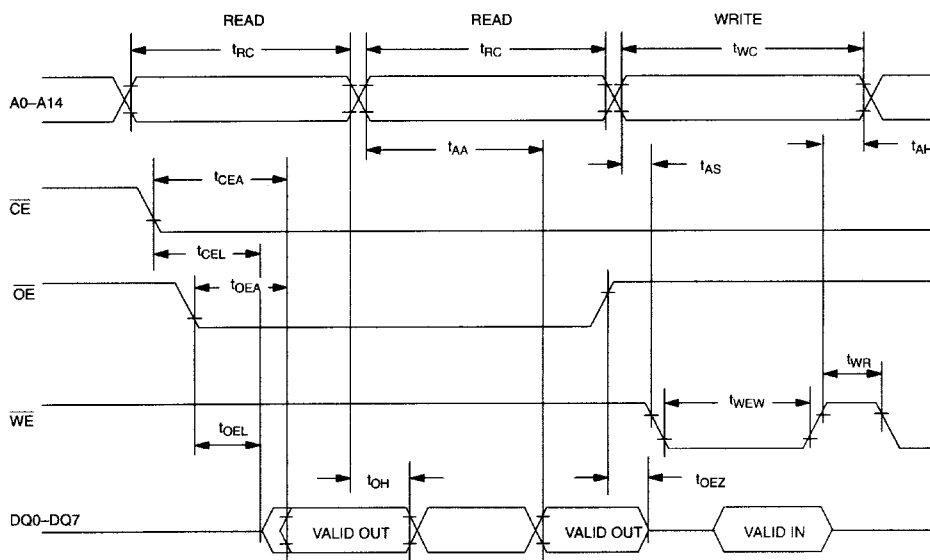 READ READ WRITE
tRC tRC tWC
A0–A14
tAA tAH
tCEA tAS
CE
tCEL
OE tOEA
tWR
WE tWEW
tOEL
tOH tOEZ
DQ0–DQ7 VALID OUT VALID OUT VALID IN